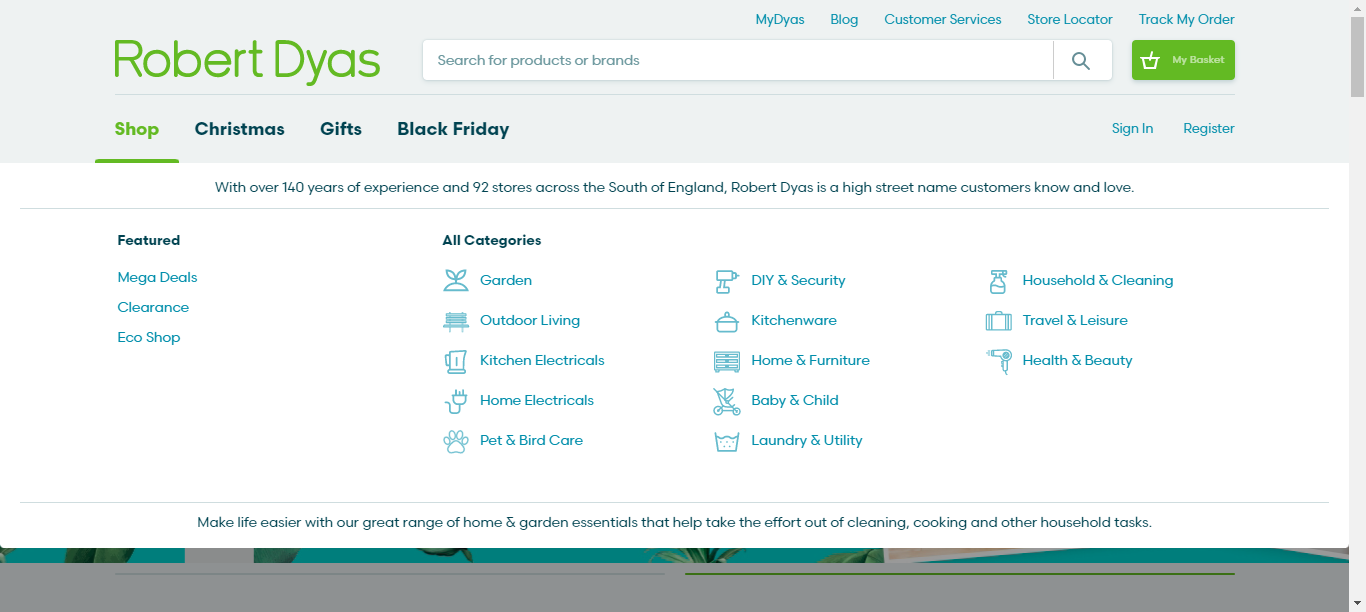 MyDyas Blog Customer Services Store Locator Track My Order
Robert Dyas
Search for products or brands
My Basket
Shop Christmas Gifts Black Friday
Sign In Register
With over 140 years of experience and 92 stores across the South of England, Robert Dyas is a high street name customers know and love.
Featured
Mega Deals
Clearance
Eco Shop
All Categories
Garden
Outdoor Living
Kitchen Electricals
Home Electricals
Pet & Bird Care
DIY & Security
Kitchenware
Home & Furniture
Baby & Child
Laundry & Utility
Household & Cleaning
Travel & Leisure
Health & Beauty
Make life easier with our great range of home & garden essentials that help take the effort out of cleaning, cooking and other household tasks.